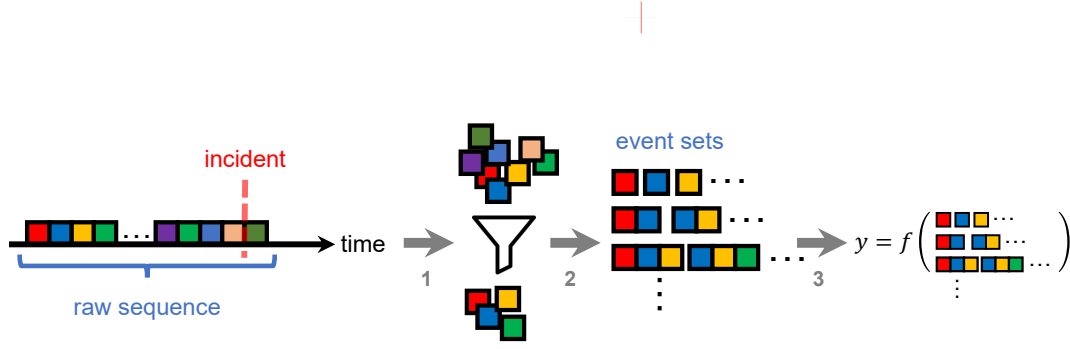 incident
event sets
time
1
2
3
y = f ( )
raw sequence